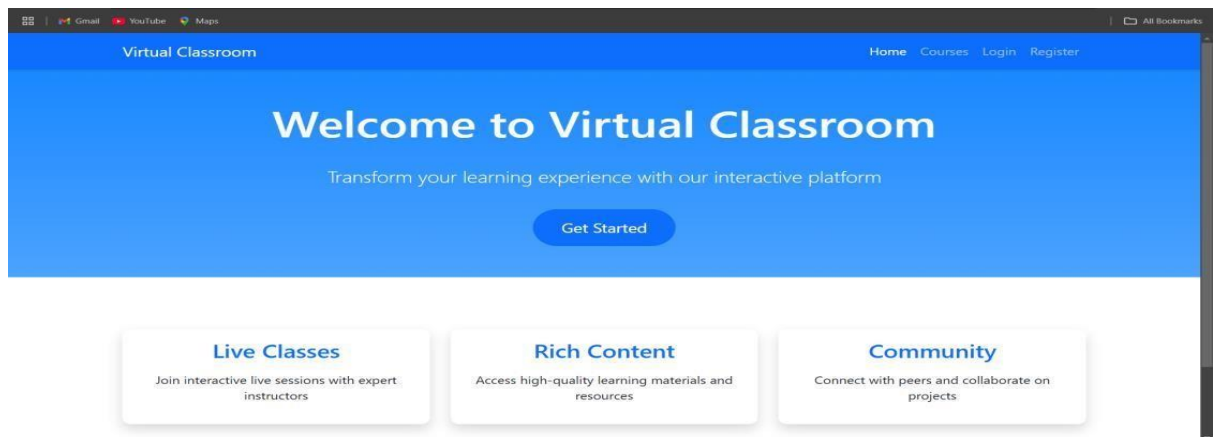 Gmail YouTube Maps All Bookmarks
Virtual Classroom Home Courses Login Register
Welcome to Virtual Classroom
Transform your learning experience with our interactive platform
Get Started
Live Classes
Join interactive live sessions with expert
instructors
Rich Content
Access high-quality learning materials and
resources
Community
Connect with peers and collaborate on
projects